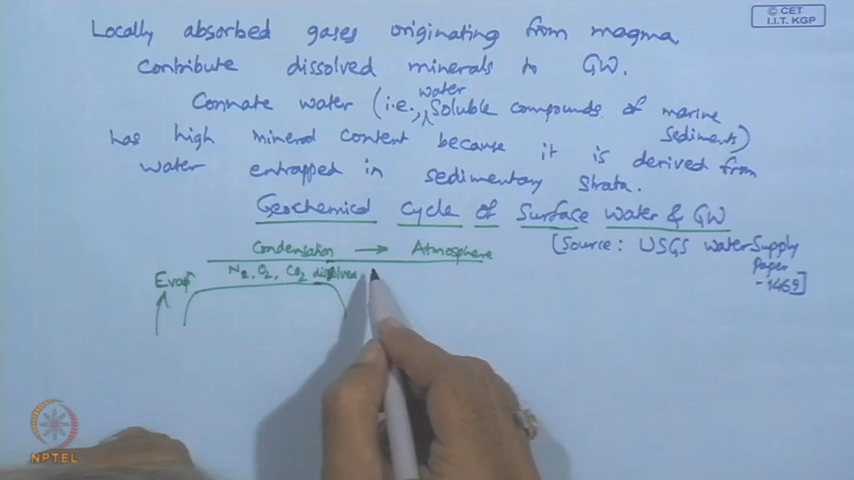 © CET
I.I.T. KGP
Locally absorbed gases originating from magma,
contribute dissolved minerals to GW.
water
Connate water (i.e., ^ soluble compounds of marine
sediments)
has high mineral content because it is derived from
water entrapped in sedimentary strata.
Geochemical cycle of Surface water & GW
Condensation → Atmosphere
[Source: USGS water Supply
Paper
-1469]
Evapn
N2, O2, CO2 dissolved
NPTEL